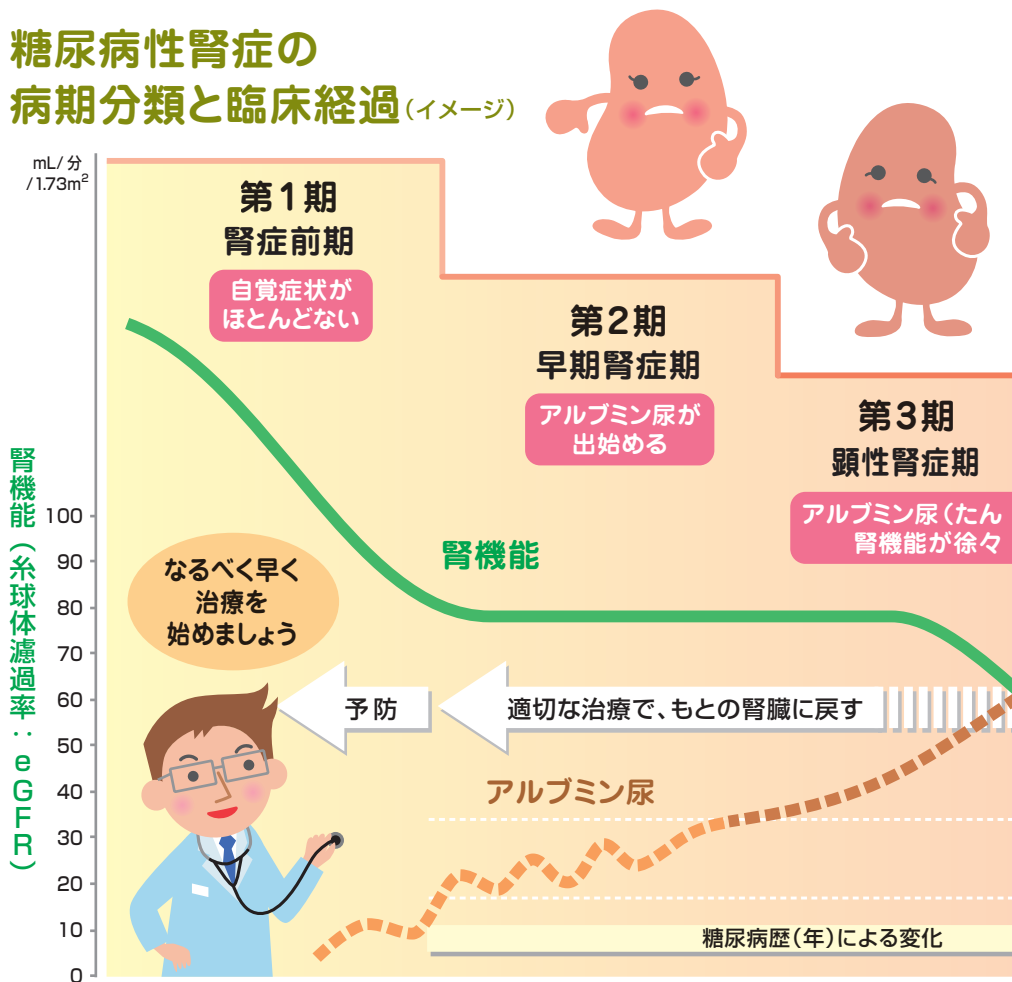 糖尿病性腎症の
病期分類と臨床経過(イメージ)
mL/分
/1.73m²
第1期
腎症前期
自覚症状が
ほとんどない
第2期
早期腎症期
アルブミン尿が
出始める
第3期
顕性腎症期
アルブミン尿(たん
腎機能が徐々
腎機能(糸球体濾過率:eGFR)
100
90
80
70
60
50
40
30
20
10
0
腎機能
なるべく早く
治療を
始めましょう
予防
適切な治療で、もとの腎臓に戻す
アルブミン尿
糖尿病歴(年)による変化